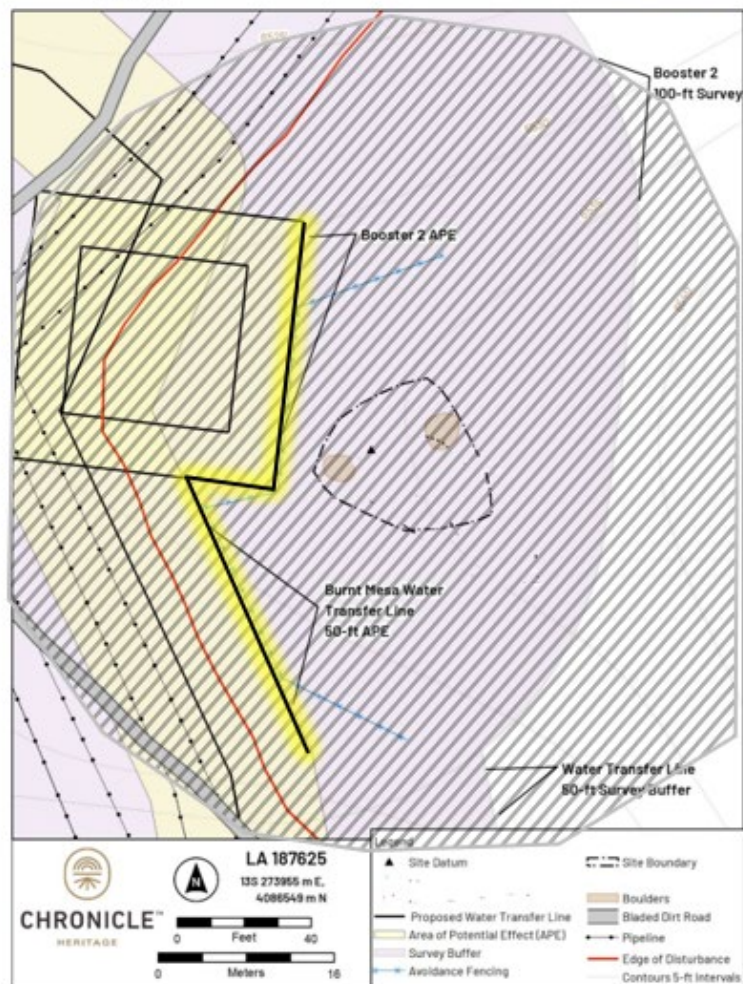 Booster 2
100-ft Survey
Booster 2 APE
Burnt Mesa Water
Transfer Line
50-ft APE
Water Transfer Line
50-ft Survey Buffer
CHRONICLE™
HERITAGE
N
LA 187625
13S 273955 m E,
4086549 m N
0 Feet 40
0 Meters 16
Legend
Site Datum
Proposed Water Transfer Line
Area of Potential Effect (APE)
Survey Buffer
Avoidance Fencing
Site Boundary
Boulders
Bladed Dirt Road
Pipeline
Edge of Disturbance
Contours 5-ft Intervals